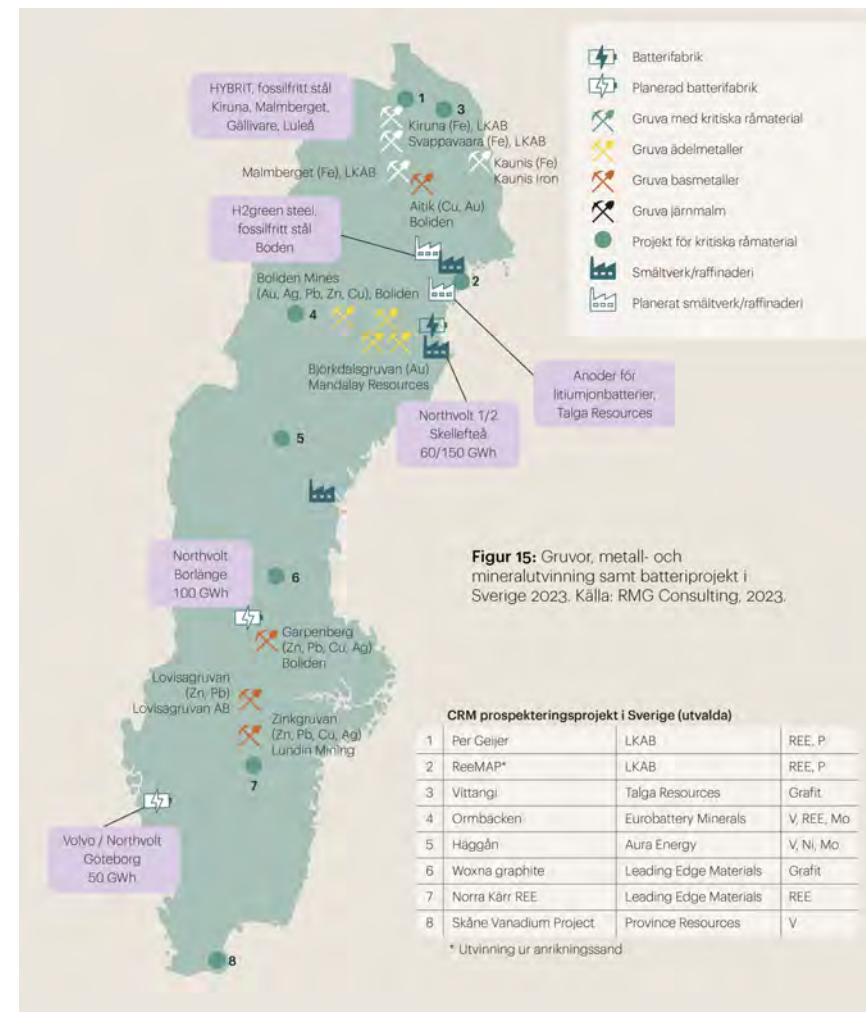 HYBRIT, fossilfritt stål
Kiruna, Malmberget,
Gällivare, Luleå
1
3
Kiruna (Fe), LKAB
Svappavaara (Fe), LKAB
Malmberget (Fe), LKAB
Kaunis (Fe)
Kaunis Iron
Aitik (Cu, Au)
Boliden
H2green steel,
fossilfritt stål
Boden
2
Boliden Mines
(Au, Ag, Pb, Zn, Cu), Boliden
4
Björkdalsgruvan (Au)
Mandalay Resources
Anoder för
litiumjonbatterier,
Talga Resources
Northvolt 1/2
Skellefteå
60/150 GWh
5
Northvolt
Borlänge
100 GWh
6
Garpenberg
(Zn, Pb, Cu, Ag)
Boliden
Lovisagruvan
(Zn, Pb)
Lovisagruvan AB
Zinkgruvan
(Zn, Pb, Cu, Ag)
Lundin Mining
7
Volvo / Northvolt
Göteborg
50 GWh
8
Batterifabrik
Planerad batterifabrik
Gruva med kritiska råmaterial
Gruva ädelmetaller
Gruva basmetaller
Gruva järnmalm
Projekt för kritiska råmaterial
Smältverk/raffinaderi
Planerat smältverk/raffinaderi
Figur 15: Gruvor, metall- och
mineralutvinning samt batteriprojekt i
Sverige 2023. Källa: RMG Consulting, 2023.
CRM prospekteringsprojekt i Sverige (utvalda)
1 Per Geijer LKAB REE, P
2 ReeMAP* LKAB REE, P
3 Vittangi Talga Resources Grafit
4 Ormbäcken Eurobattery Minerals V, REE, Mo
5 Häggån Aura Energy V, Ni, Mo
6 Woxna graphite Leading Edge Materials Grafit
7 Norra Kärr REE Leading Edge Materials REE
8 Skåne Vanadium Project Province Resources V
* Utvinning ur anrikningssand